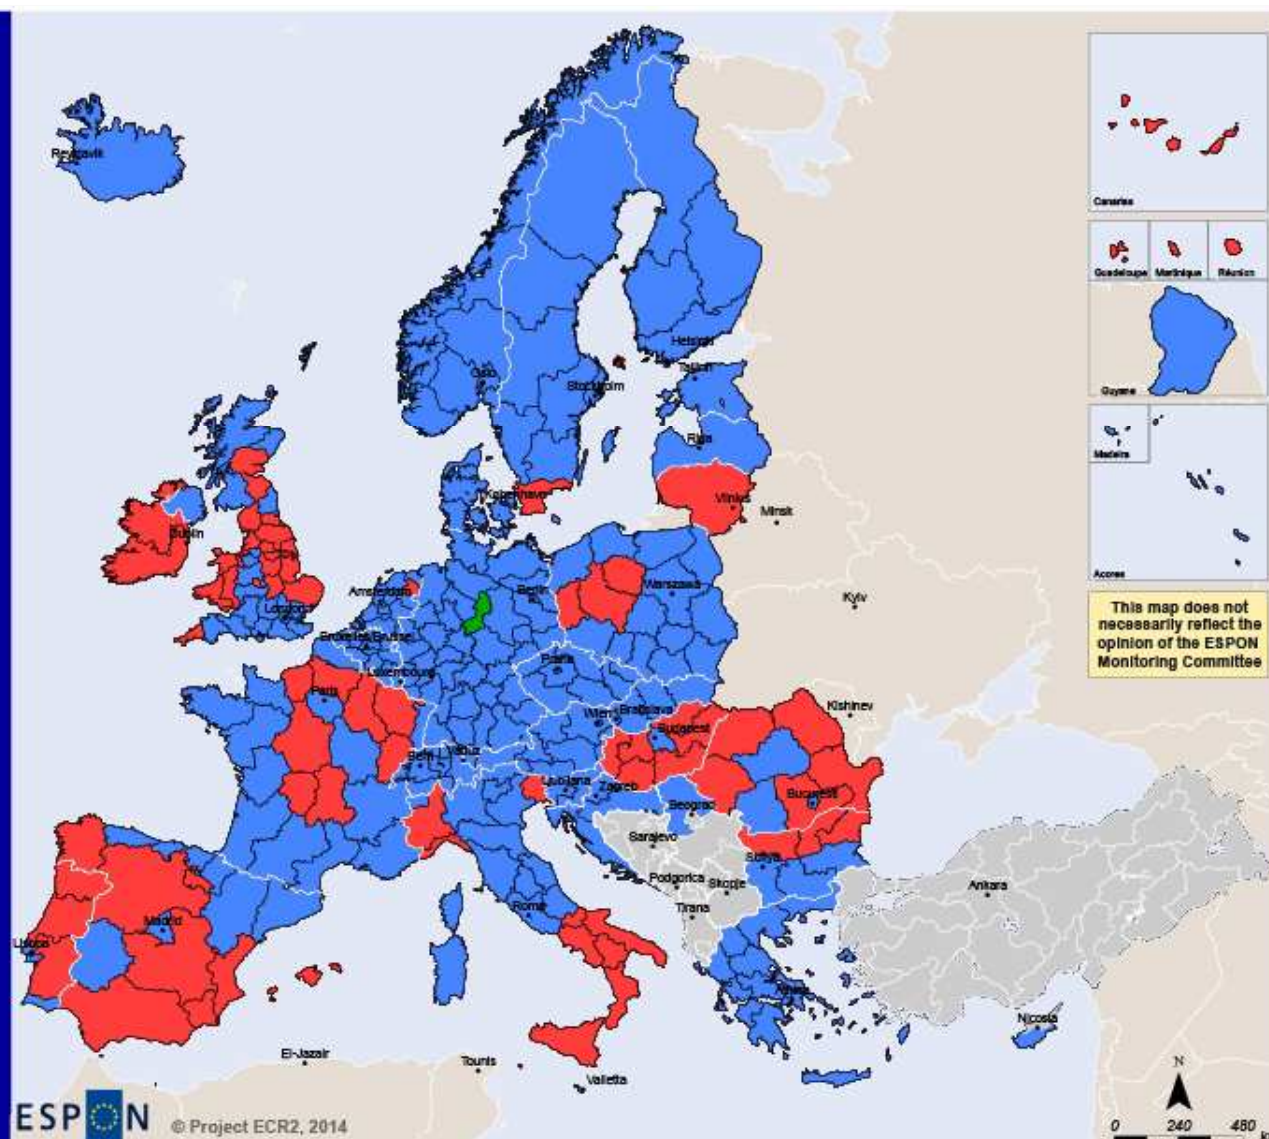 Reykjavik
Canarias
Guadeloupe
Martinique
Réunion
Helsinki
Oslo
Tallinn
Stockholm
Guyane
Riga
Madeira
København
Vilnius
Minsk
Dublin
Acores
Amsterdam
Berlin
Warszawa
London
Kyiv
This map does not
necessarily reflect the
opinion of the ESPON
Monitoring Committee
Bruxelles/Brussel
Praha
Luxembourg
Paris
Kishinev
Wien
Bratislava
Budapest
Bern
Vaduz
Ljubljana
Zagreb
Bucuresti
Beograd
Sarajevo
Sofiya
Podgorica
Skopje
Ankara
Roma
Tirana
Madrid
Lisboa
Nicosia
El-Jazair
Tounis
Valletta
N
ESPON
© Project ECR2, 2014
0 240 480